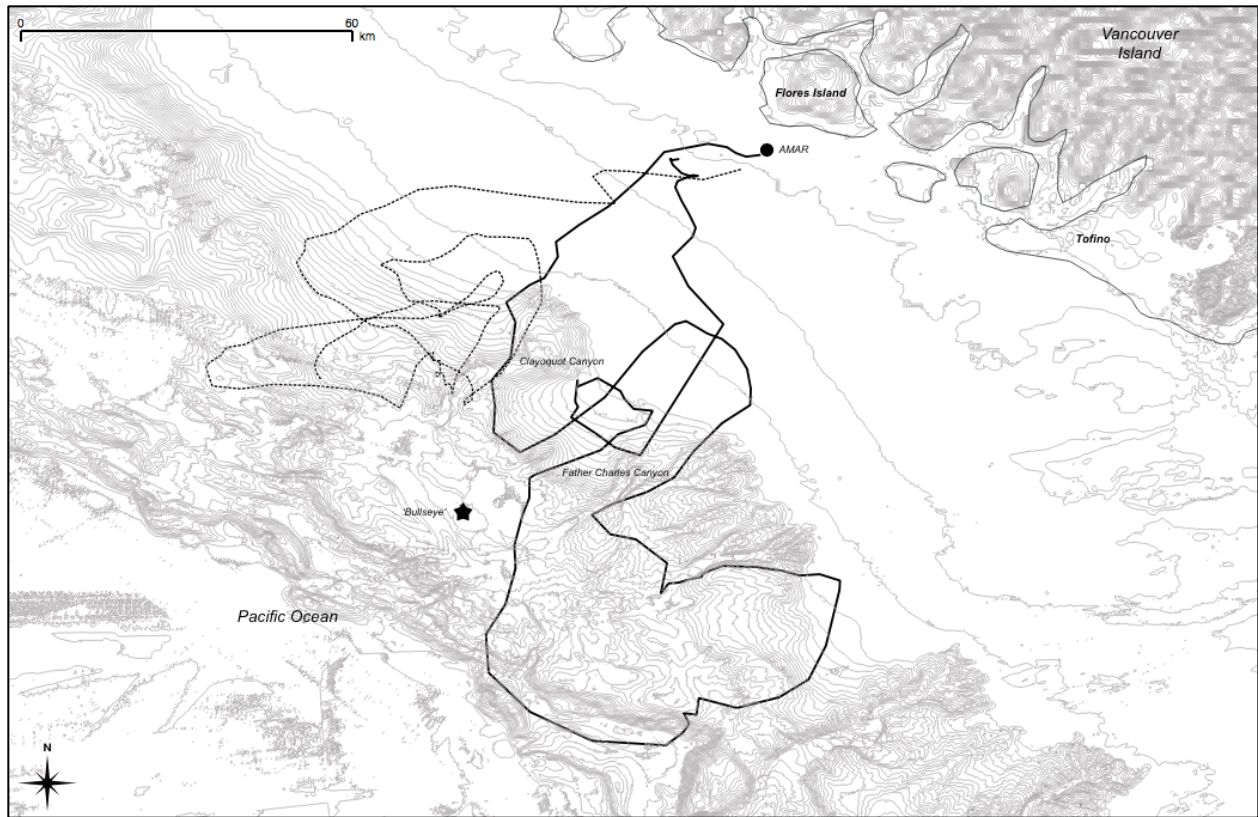 0
60
km
Vancouver
Island
Flores Island
AMAR
Tofino
Clayoquot Canyon
Father Charles Canyon
'Bullseye'
Pacific Ocean
N